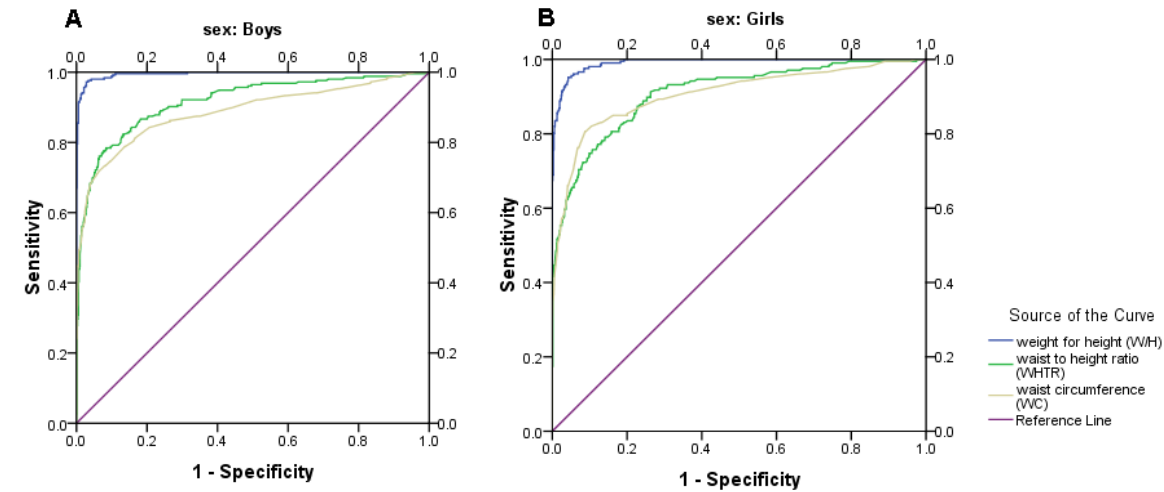 A
sex: Boys
0.0 0.2 0.4 0.6 0.8 1.0
1.0 1.0
0.8 0.8
0.6 0.6
0.4 0.4
0.2 0.2
0.0 0.0
0.0 0.2 0.4 0.6 0.8 1.0
Sensitivity
1 - Specificity
B
sex: Girls
0.0 0.2 0.4 0.6 0.8 1.0
1.0 1.0
0.8 0.8
0.6 0.6
0.4 0.4
0.2 0.2
0.0 0.0
0.0 0.2 0.4 0.6 0.8 1.0
Sensitivity
1 - Specificity
Source of the Curve
weight for height (W/H)
waist to height ratio
(WHTR)
waist circumference
(WC)
Reference Line